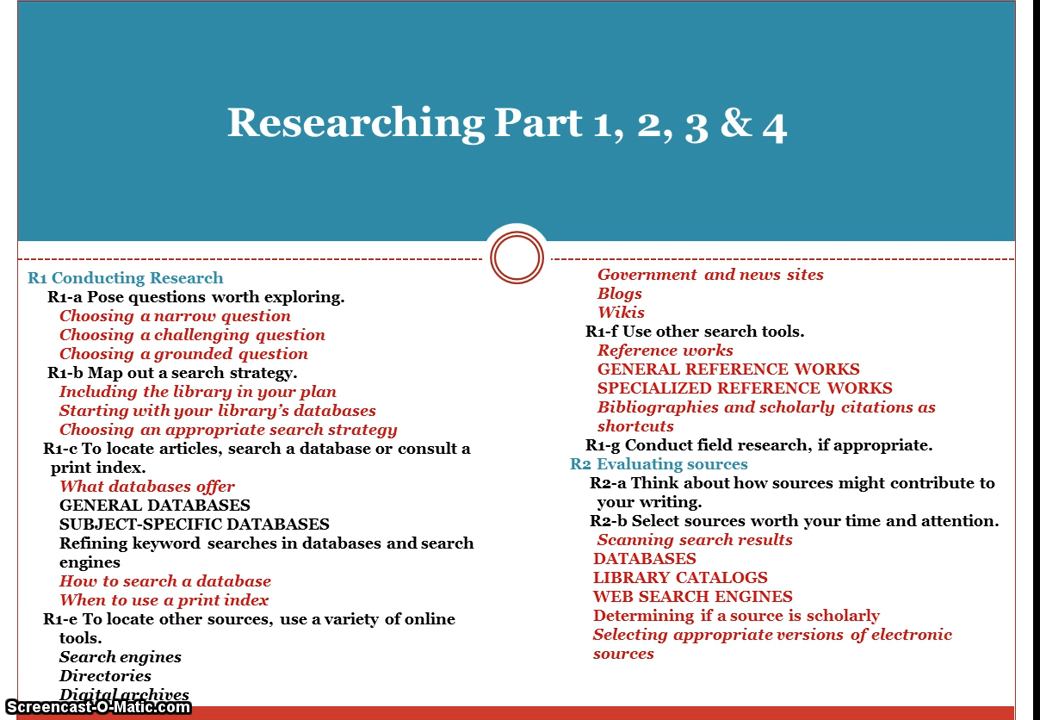 Researching Part 1, 2, 3 & 4
R1 Conducting Research
R1-a Pose questions worth exploring.
Choosing a narrow question
Choosing a challenging question
Choosing a grounded question
R1-b Map out a search strategy.
Including the library in your plan
Starting with your library's databases
Choosing an appropriate search strategy
R1-c To locate articles, search a database or consult a
print index.
What databases offer
GENERAL DATABASES
SUBJECT-SPECIFIC DATABASES
Refining keyword searches in databases and search
engines
How to search a database
When to use a print index
R1-e To locate other sources, use a variety of online
tools.
Search engines
Directories
Digital archives
Government and news sites
Blogs
Wikis
R1-f Use other search tools.
Reference works
GENERAL REFERENCE WORKS
SPECIALIZED REFERENCE WORKS
Bibliographies and scholarly citations as
shortcuts
R1-g Conduct field research, if appropriate.
R2 Evaluating sources
R2-a Think about how sources might contribute to
your writing.
R2-b Select sources worth your time and attention.
Scanning search results
DATABASES
LIBRARY CATALOGS
WEB SEARCH ENGINES
Determining if a source is scholarly
Selecting appropriate versions of electronic
sources
Screencast-O-Matic.com